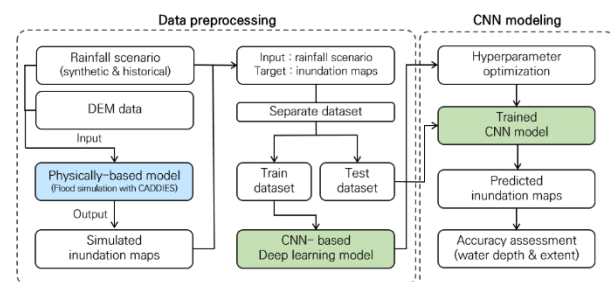 Data preprocessing
Rainfall scenario
(synthetic & historical)
DEM data
Input
Physically-based model
(Flood simulation with CADDIES)
Output
Simulated
inundation maps
Input : rainfall scenario
Target : inundation maps
Separate dataset
Train
dataset
Test
dataset
CNN- based
Deep learning model
CNN modeling
Hyperparameter
optimization
Trained
CNN model
Predicted
inundation maps
Accuracy assessment
(water depth & extent)